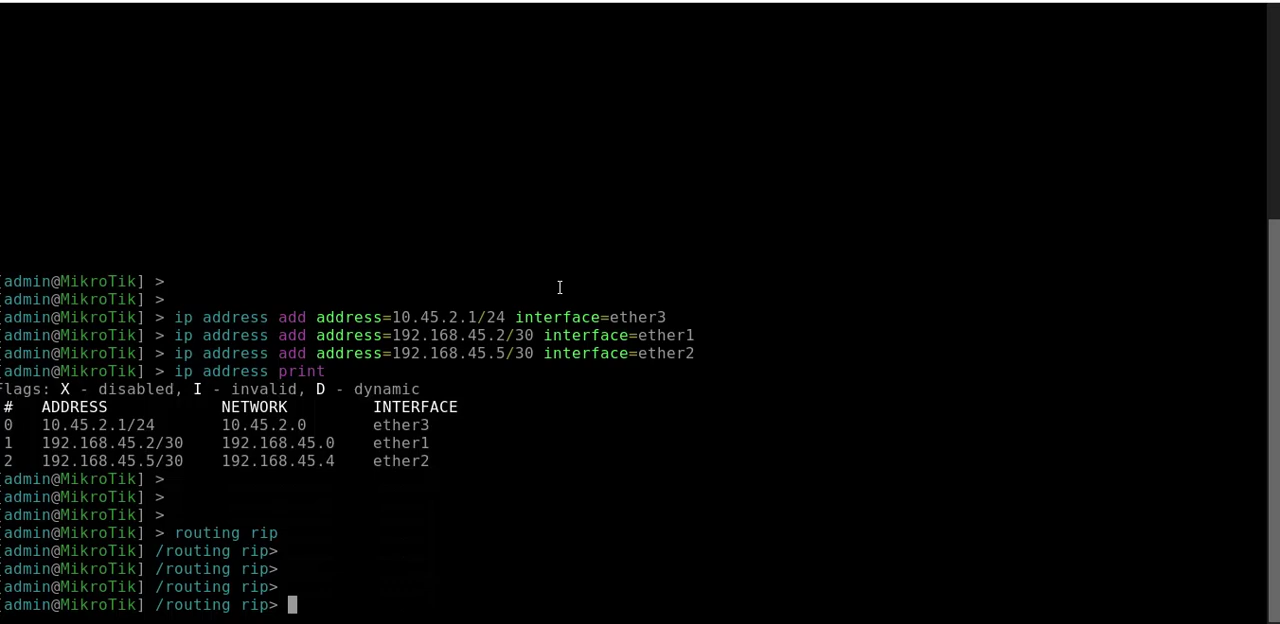 [admin@MikroTik] >
[admin@MikroTik] >
[admin@MikroTik] > ip address add address=10.45.2.1/24 interface=ether3
[admin@MikroTik] > ip address add address=192.168.45.2/30 interface=ether1
[admin@MikroTik] > ip address add address=192.168.45.5/30 interface=ether2
[admin@MikroTik] > ip address print
Flags: X - disabled, I - invalid, D - dynamic
# ADDRESS NETWORK INTERFACE
0 10.45.2.1/24 10.45.2.0 ether3
1 192.168.45.2/30 192.168.45.0 ether1
2 192.168.45.5/30 192.168.45.4 ether2
[admin@MikroTik] >
[admin@MikroTik] >
[admin@MikroTik] >
[admin@MikroTik] > routing rip
[admin@MikroTik] /routing rip>
[admin@MikroTik] /routing rip>
[admin@MikroTik] /routing rip>
[admin@MikroTik] /routing rip>